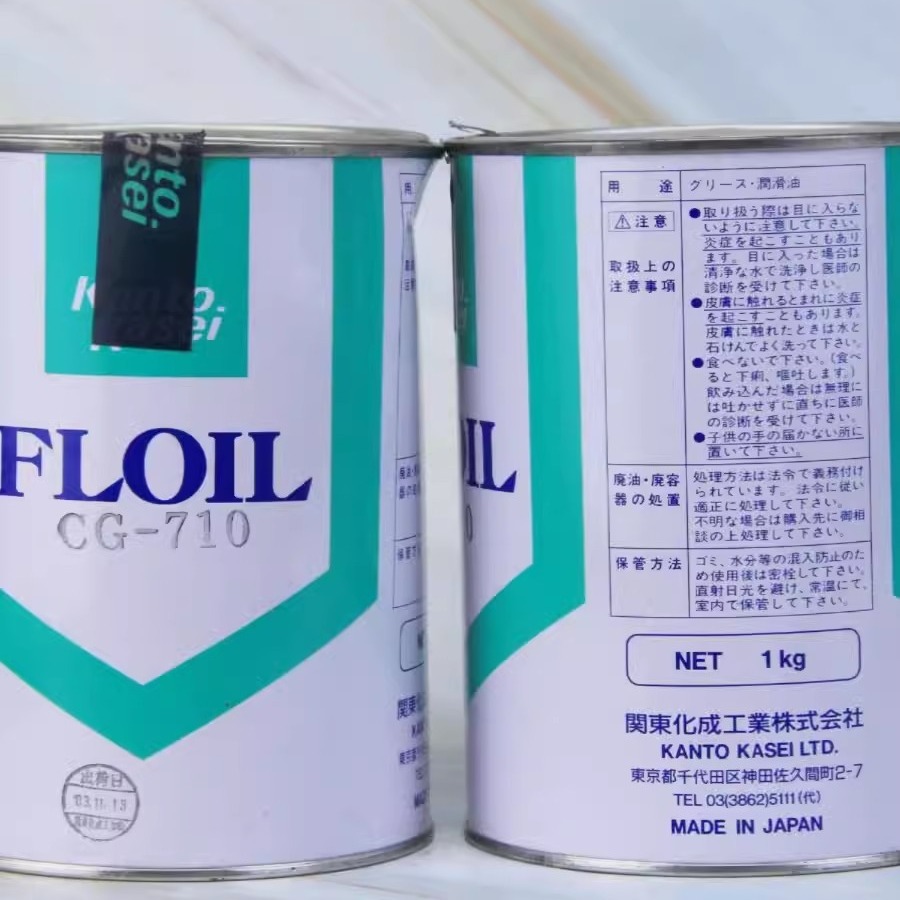 Kanto.
kasei
FLOIL
CG-710
出荷日
'03.11.13
用 途
グリース・潤滑油
注意
取扱上の
注意事項
●取り扱う際は目に入らな
いように注意して下さい。
炎症を起こすこともあり
ます。目に入った場合は
清浄な水で洗浄し医師の
診断を受けて下さい。
●皮膚に触れるとまれに炎症
を起こすこともあります。
皮膚に触れたときは水と
石けんでよく洗って下さい。
●食べないで下さい。(食べ
ると下痢、嘔吐します。)
飲み込んだ場合は無理に
は吐かせずに直ちに医師
の診断を受けて下さい。
●子供の手の届かない所に
置いて下さい。
廃油・廃容
器の処置
処理方法は法令で義務付け
られています。法令に従い
適正に処理して下さい。
不明な場合は購入先に御相
談の上処理して下さい。
保管方法
ゴミ、水分等の混入防止のた
め使用後は密栓して下さい。
直射日光を避け、常温にて、
室内で保管して下さい。
NET 1kg
関東化成工業株式会社
KANTO KASEI LTD.
東京都千代田区神田佐久間町2-7
TEL 03(3862)5111(代)
MADE IN JAPAN